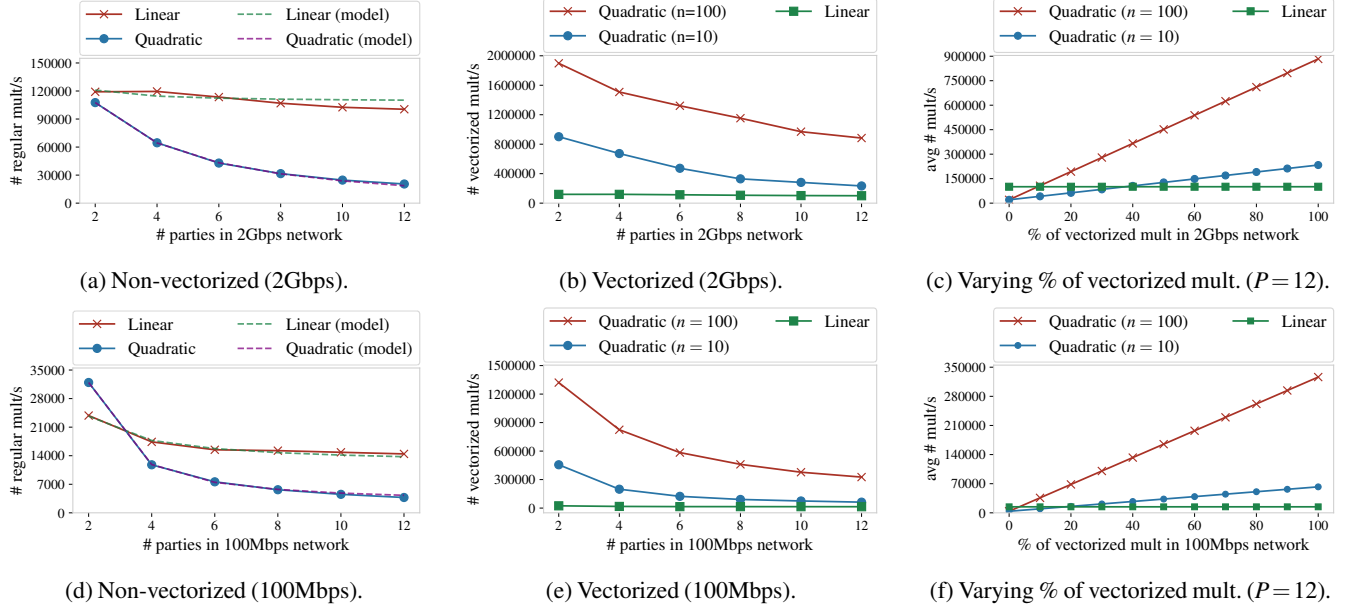 Linear
Linear (model)
Quadratic
Quadratic (model)
150000
120000
90000
60000
30000
0
# regular mult/s
2 4 6 8 10 12
# parties in 2Gbps network
(a) Non-vectorized (2Gbps).
Quadratic (n=100)
Linear
Quadratic (n=10)
2000000
1600000
1200000
800000
400000
0
# vectorized mult/s
2 4 6 8 10 12
# parties in 2Gbps network
(b) Vectorized (2Gbps).
Quadratic (n = 100)
Linear
Quadratic (n = 10)
900000
750000
600000
450000
300000
150000
0
avg # mult/s
0 20 40 60 80 100
% of vectorized mult in 2Gbps network
(c) Varying % of vectorized mult. (P = 12).
Linear
Linear (model)
Quadratic
Quadratic (model)
35000
28000
21000
14000
7000
0
# regular mult/s
2 4 6 8 10 12
# parties in 100Mbps network
(d) Non-vectorized (100Mbps).
Quadratic (n = 100)
Linear
Quadratic (n = 10)
1500000
1200000
900000
600000
300000
0
# vectorized mult/s
2 4 6 8 10 12
# parties in 100Mbps network
(e) Vectorized (100Mbps).
Quadratic (n = 100)
Linear
Quadratic (n = 10)
350000
280000
210000
140000
70000
0
avg # mult/s
0 20 40 60 80 100
% of vectorized mult in 100Mbps network
(f) Varying % of vectorized mult. (P = 12).